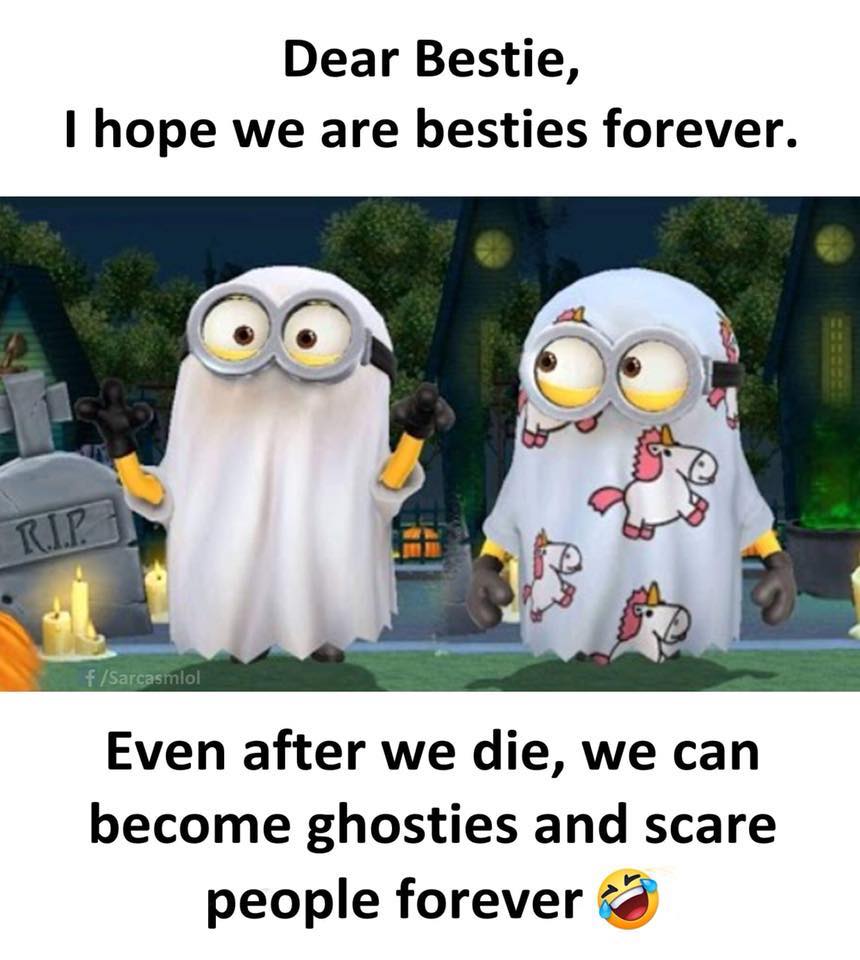 Dear Bestie,
I hope we are besties forever.
R.I.P.
f /Sarcasmlol
Even after we die, we can
become ghosties and scare
people forever 🤣